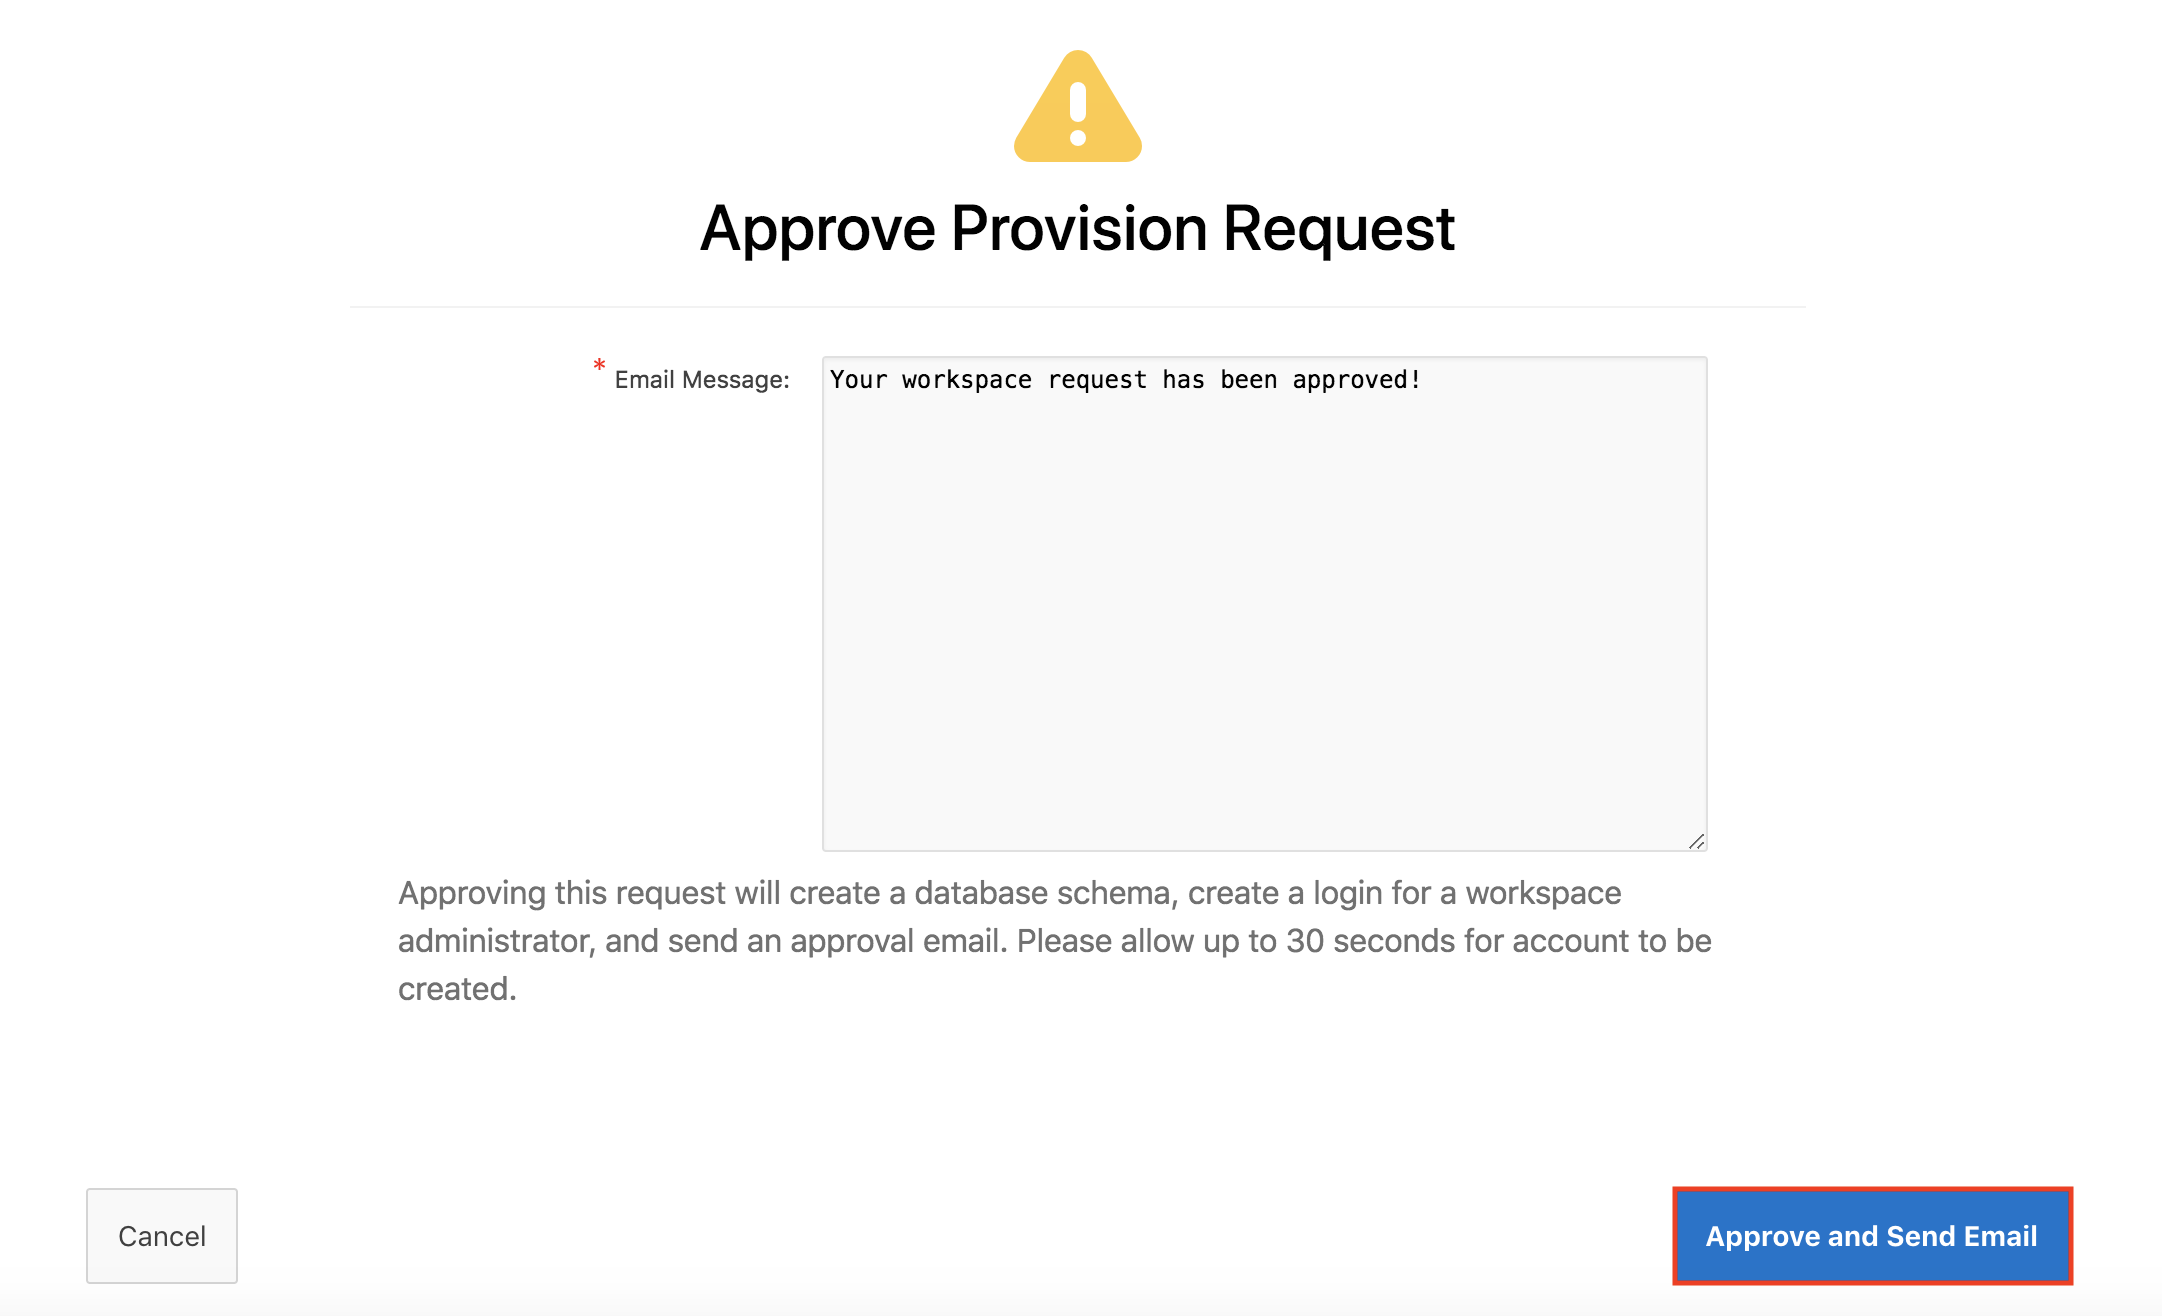 Approve Provision Request
* Email Message:
Your workspace request has been approved!
Approving this request will create a database schema, create a login for a workspace
administrator, and send an approval email. Please allow up to 30 seconds for account to be
created.
Cancel
Approve and Send Email